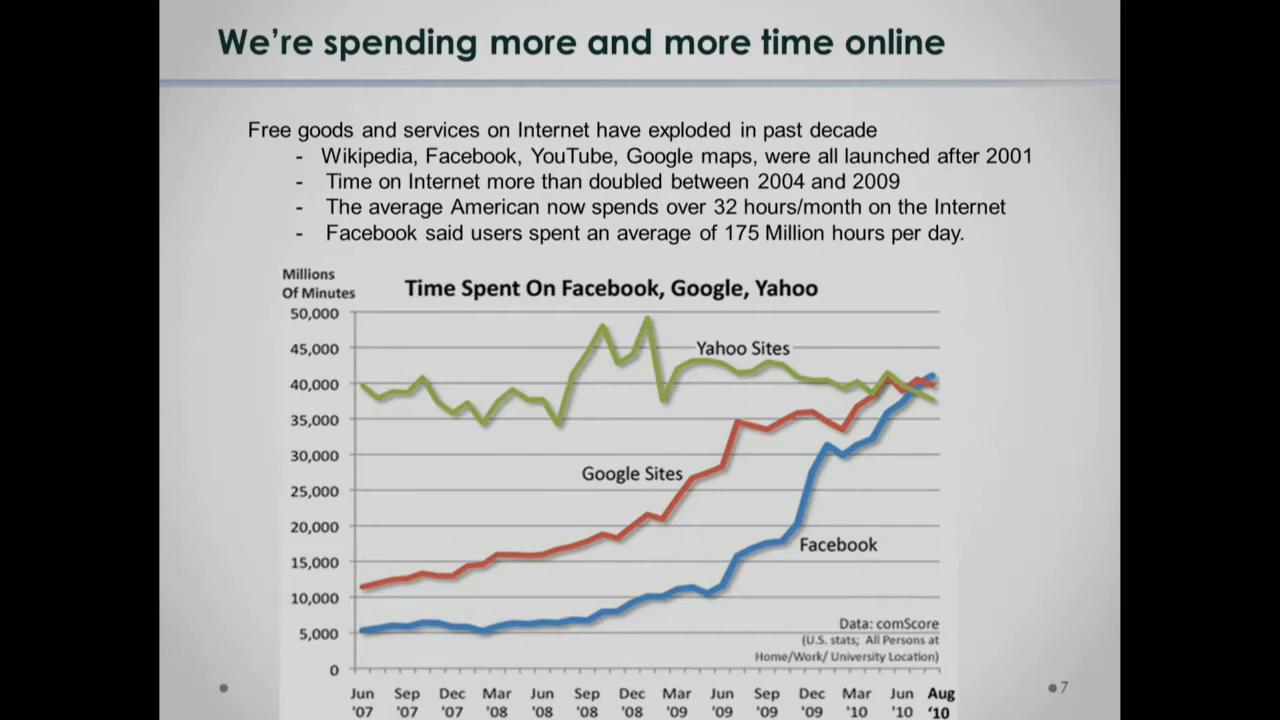 We're spending more and more time online
Free goods and services on Internet have exploded in past decade
- Wikipedia, Facebook, YouTube, Google maps, were all launched after 2001
- Time on Internet more than doubled between 2004 and 2009
- The average American now spends over 32 hours/month on the Internet
- Facebook said users spent an average of 175 Million hours per day.
Millions
Of Minutes
Time Spent On Facebook, Google, Yahoo
50,000
45,000
40,000
35,000
30,000
25,000
20,000
15,000
10,000
5,000
0
Yahoo Sites
Google Sites
Facebook
Data: comScore
(U.S. stats; All Persons at
Home/Work/ University Location)
Jun Sep Dec Mar Jun Sep Dec Mar Jun Sep Dec Mar Jun Aug
'07 '07 '07 '08 '08 '08 '08 '09 '09 '09 '09 '10 '10 '10
7